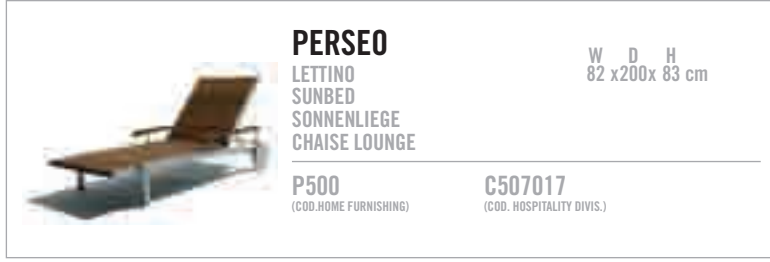 PERSEO
LETTINO
SUNBED
SONNENLIEGE
CHAISE LOUNGE
W D H
82 x200x 83 cm
P500
(COD.HOME FURNISHING)
C507017
(COD. HOSPITALITY DIVIS.)